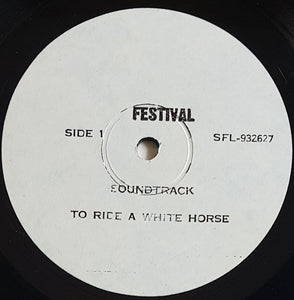 FESTIVAL
SIDE 1
SFL-932627
SOUNDTRACK
TO RIDE A WHITE HORSE